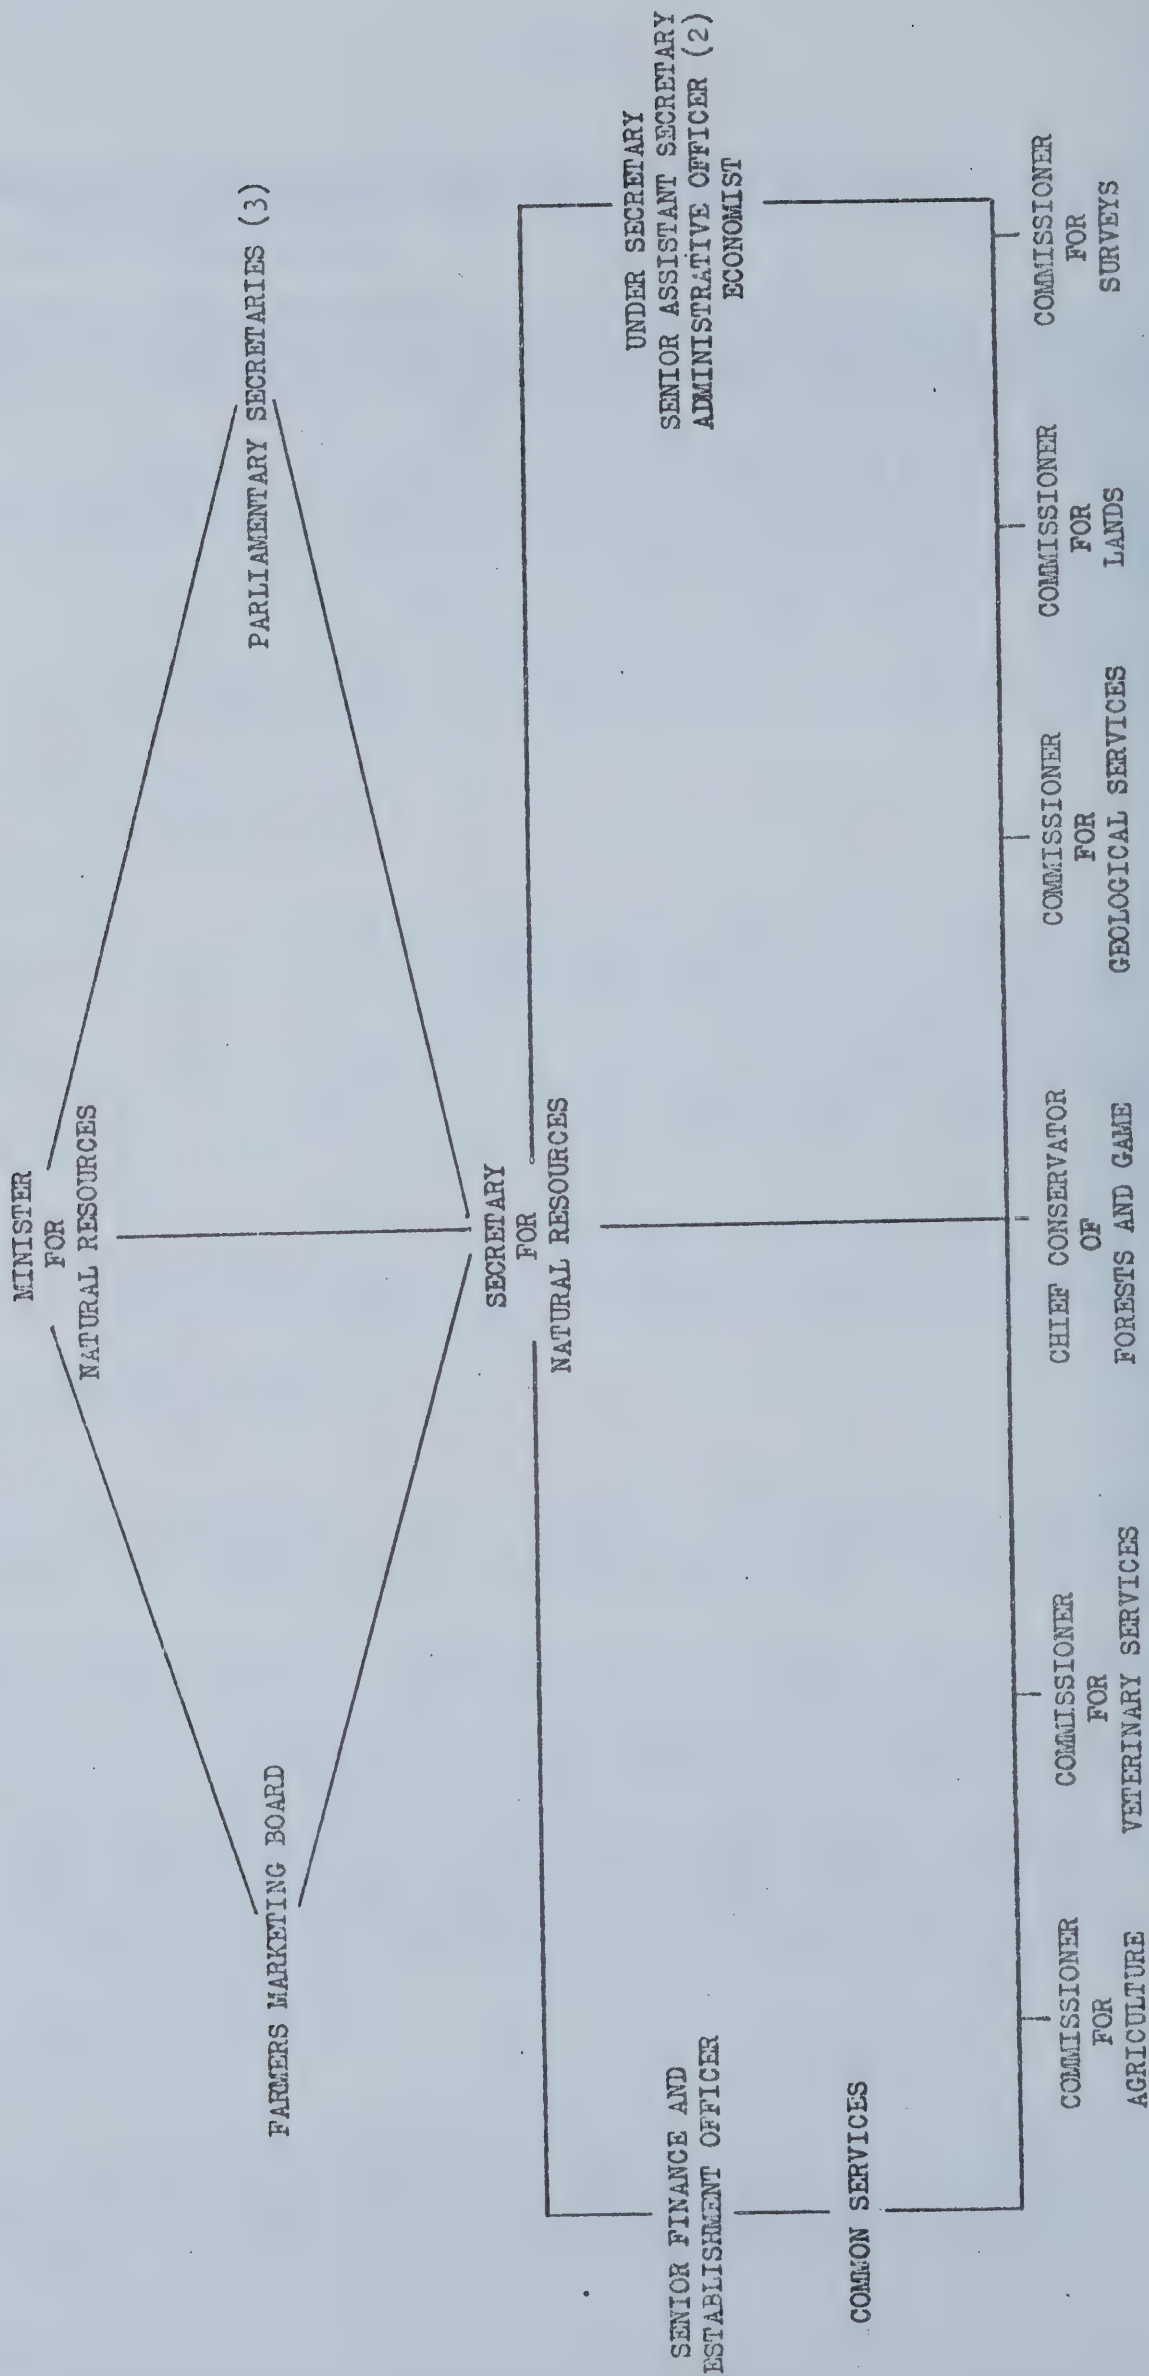 MINISTER
FOR
NATURAL RESOURCES
FARMERS MARKETING BOARD
PARLIAMENTARY SECRETARIES (3)
SECRETARY
FOR
NATURAL RESOURCES
SENIOR FINANCE AND
ESTABLISHMENT OFFICER
COMMON SERVICES
UNDER SECRETARY
SENIOR ASSISTANT SECRETARY
ADMINISTRATIVE OFFICER (2)
ECONOMIST
COMMISSIONER
FOR
AGRICULTURE
COMMISSIONER
FOR
VETERINARY SERVICES
CHIEF CONSERVATOR
OF
FORESTS AND GAME
COMMISSIONER
FOR
GEOLOGICAL SERVICES
COMMISSIONER
FOR
LANDS
COMMISSIONER
FOR
SURVEYS